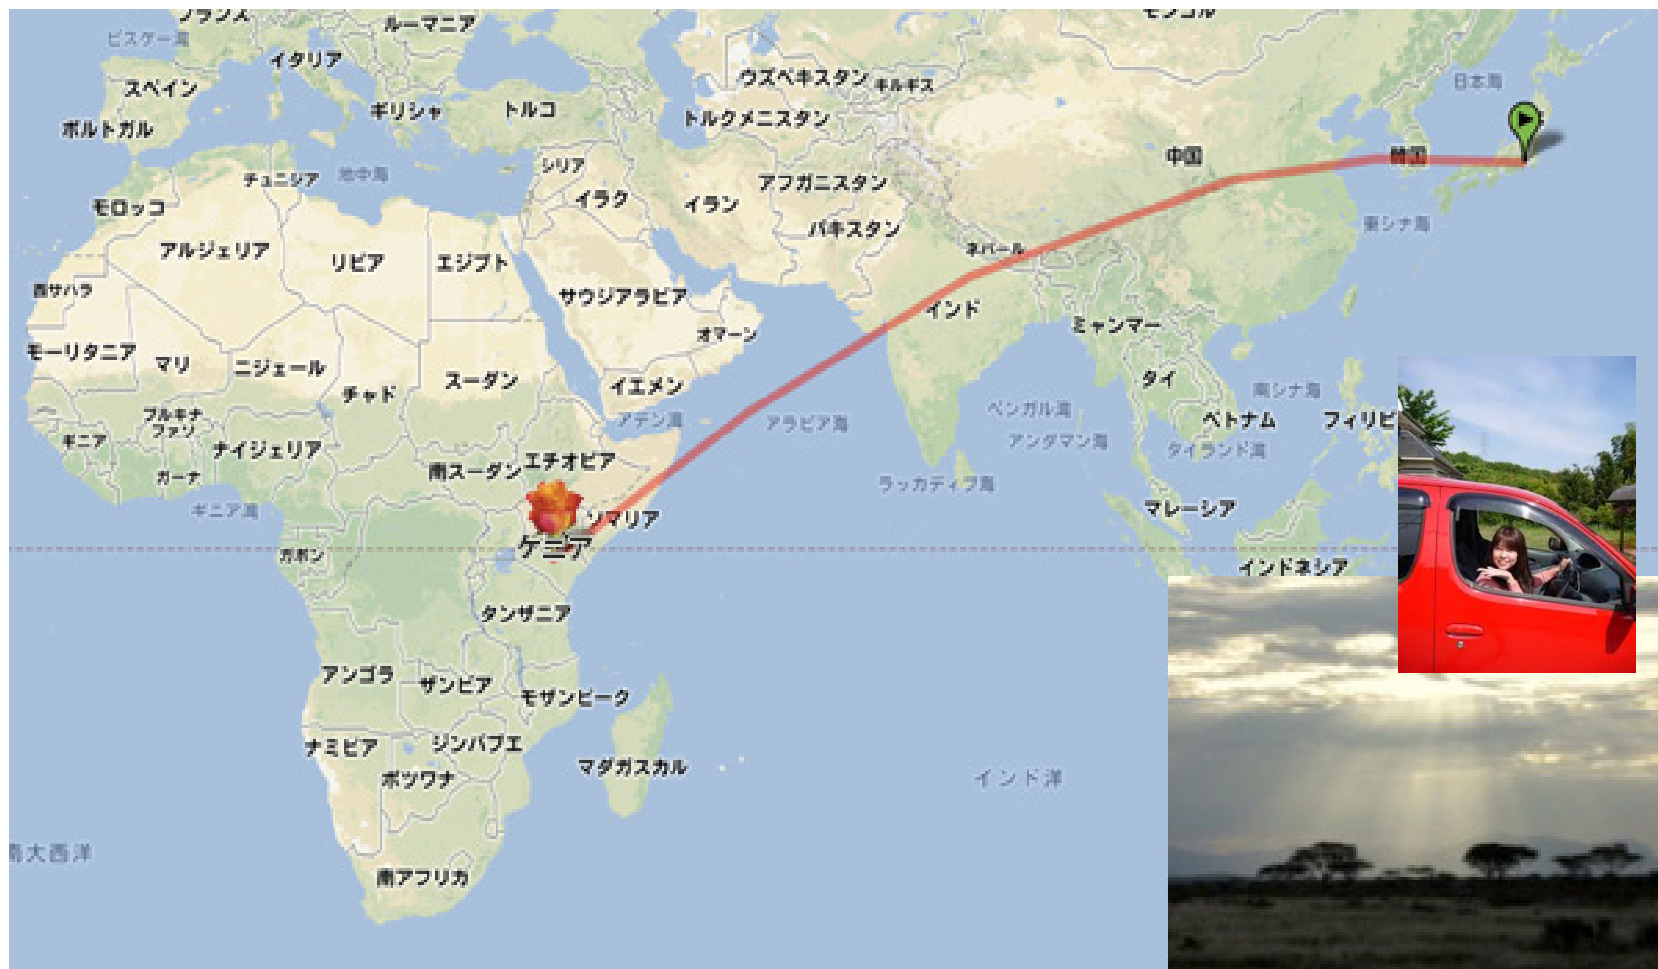 フランス
モンゴル
ルーマニア
ビスケー湾
イタリア
スペイン
ウズベキスタン
キルギス
日本海
ギリシャ
トルコ
トルクメニスタン
ポルトガル
中国
韓国
シリア
チュニジア
地中海
アフガニスタン
イラク
イラン
モロッコ
パキスタン
東シナ海
アルジェリア
リビア
エジプト
ネパール
西サハラ
サウジアラビア
インド
ミャンマー
オマーン
モーリタニア
マリ
ニジェール
スーダン
タイ
チャド
イエメン
南シナ海
ブルキナ
ファソ
ベンガル湾
アデン湾
アラビア海
ベトナム
フィリピ
ギニア
アンダマン海
ナイジェリア
タイランド湾
エチオピア
南スーダン
ガーナ
ラッカディブ海
ギニア湾
マレーシア
ソマリア
ケニア
ガボン
インドネシア
タンザニア
アンゴラ
ザンビア
モザンビーク
ナミビア
ジンバブエ
マダガスカル
ボツワナ
インド洋
南大西洋
南アフリカ